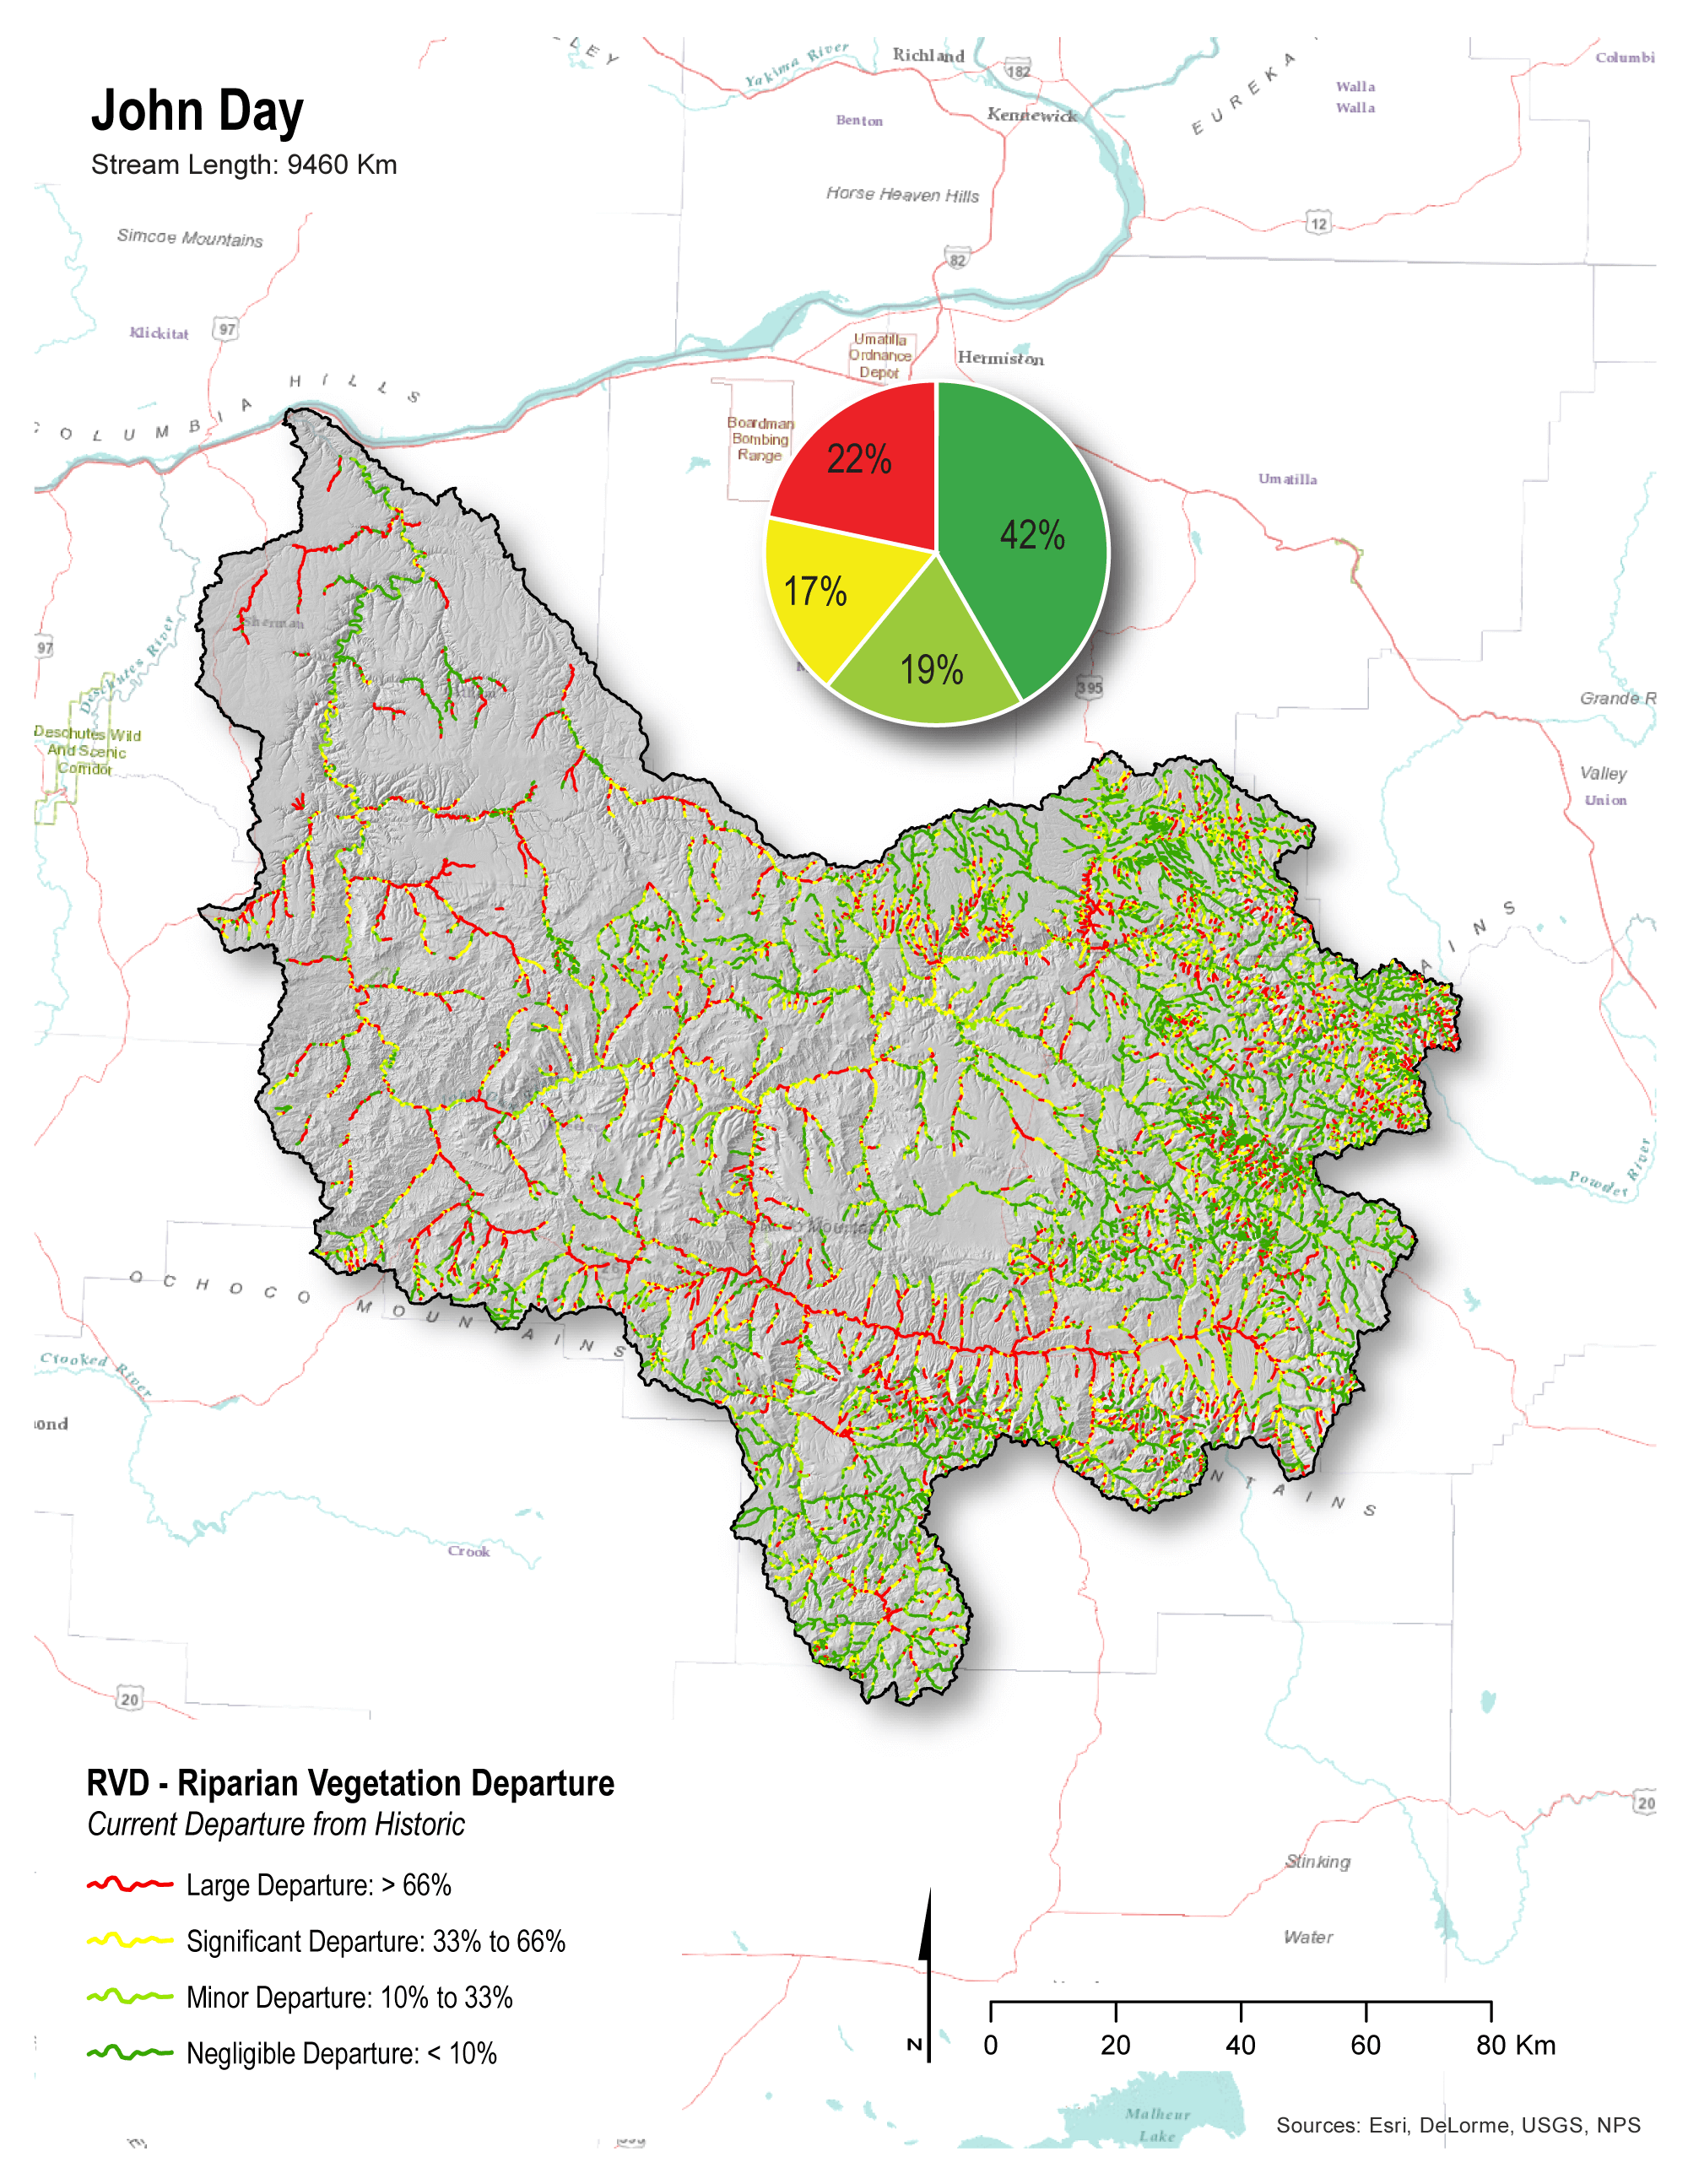 John Day
Stream Length: 9460 Km
Yakima River
Richland
182
Columbi
Walla
Walla
EUREKA
Benton
Kennewick
Horse Heaven Hills
12
Simcoe Mountains
82
Klickitat
97
Umatilla
Ordnance
Depot
Hermiston
COLUMBIA HILLS
Boardman
Bombing
Range
Umatilla
22%
42%
17%
19%
Sherman
97
Deschutes River
395
Grande R
Deschutes Wild
And Scenic
Corridor
Valley
Union
AINS
Powder River
OCHOCO MOUNTAINS
Crooked River
ond
NTAINS
Crook
20
RVD - Riparian Vegetation Departure
Current Departure from Historic
Large Departure: > 66%
Significant Departure: 33% to 66%
Minor Departure: 10% to 33%
Negligible Departure: < 10%
20
Stinking
Water
N
0 20 40 60 80 Km
Malheur
Lake
Sources: Esri, DeLorme, USGS, NPS